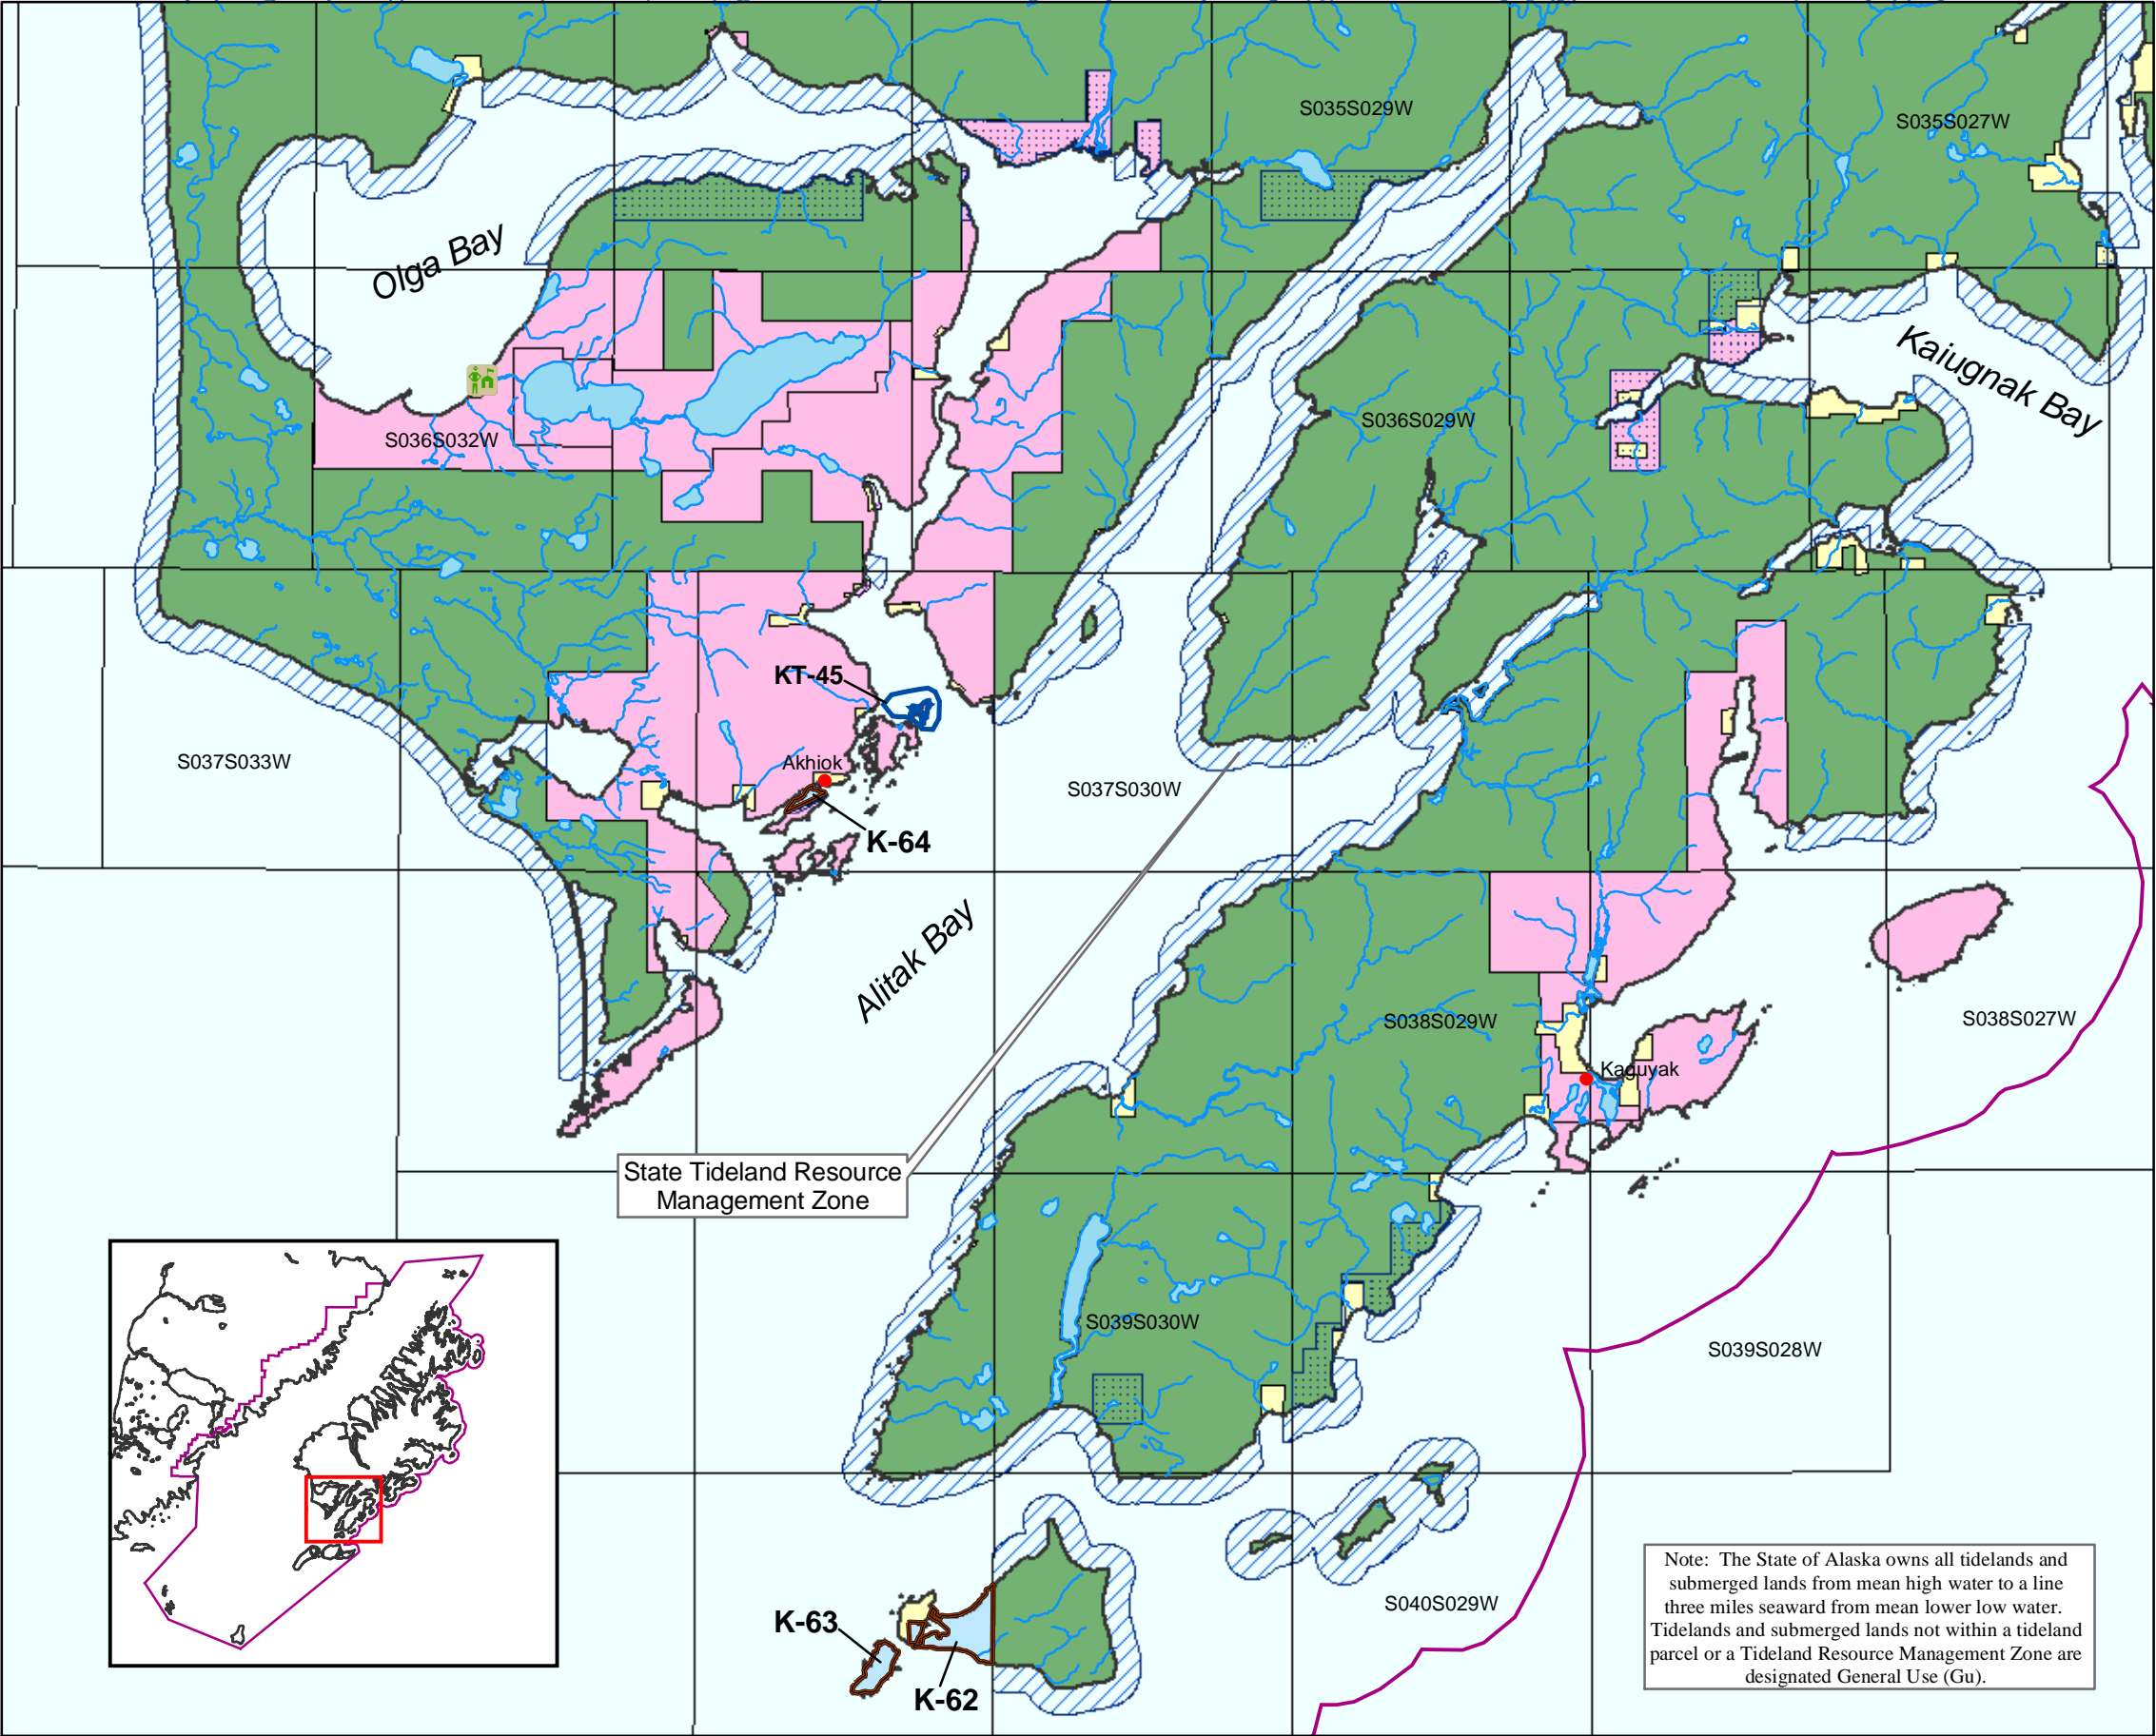 S035S029W
S035S027W
Olga Bay
Kaiugnak Bay
S036S032W
S036S029W
KT-45
Akhiok
S037S033W
S037S030W
K-64
Alitak Bay
S038S029W
S038S027W
Kaguyak
State Tideland Resource
Management Zone
S039S030W
S039S028W
S040S029W
K-63
K-62
Note:  The State of Alaska owns all tidelands and
submerged lands from mean high water to a line
three miles seaward from mean lower low water.
Tidelands and submerged lands not within a tideland
parcel or a Tideland Resource Management Zone are
designated General Use (Gu).